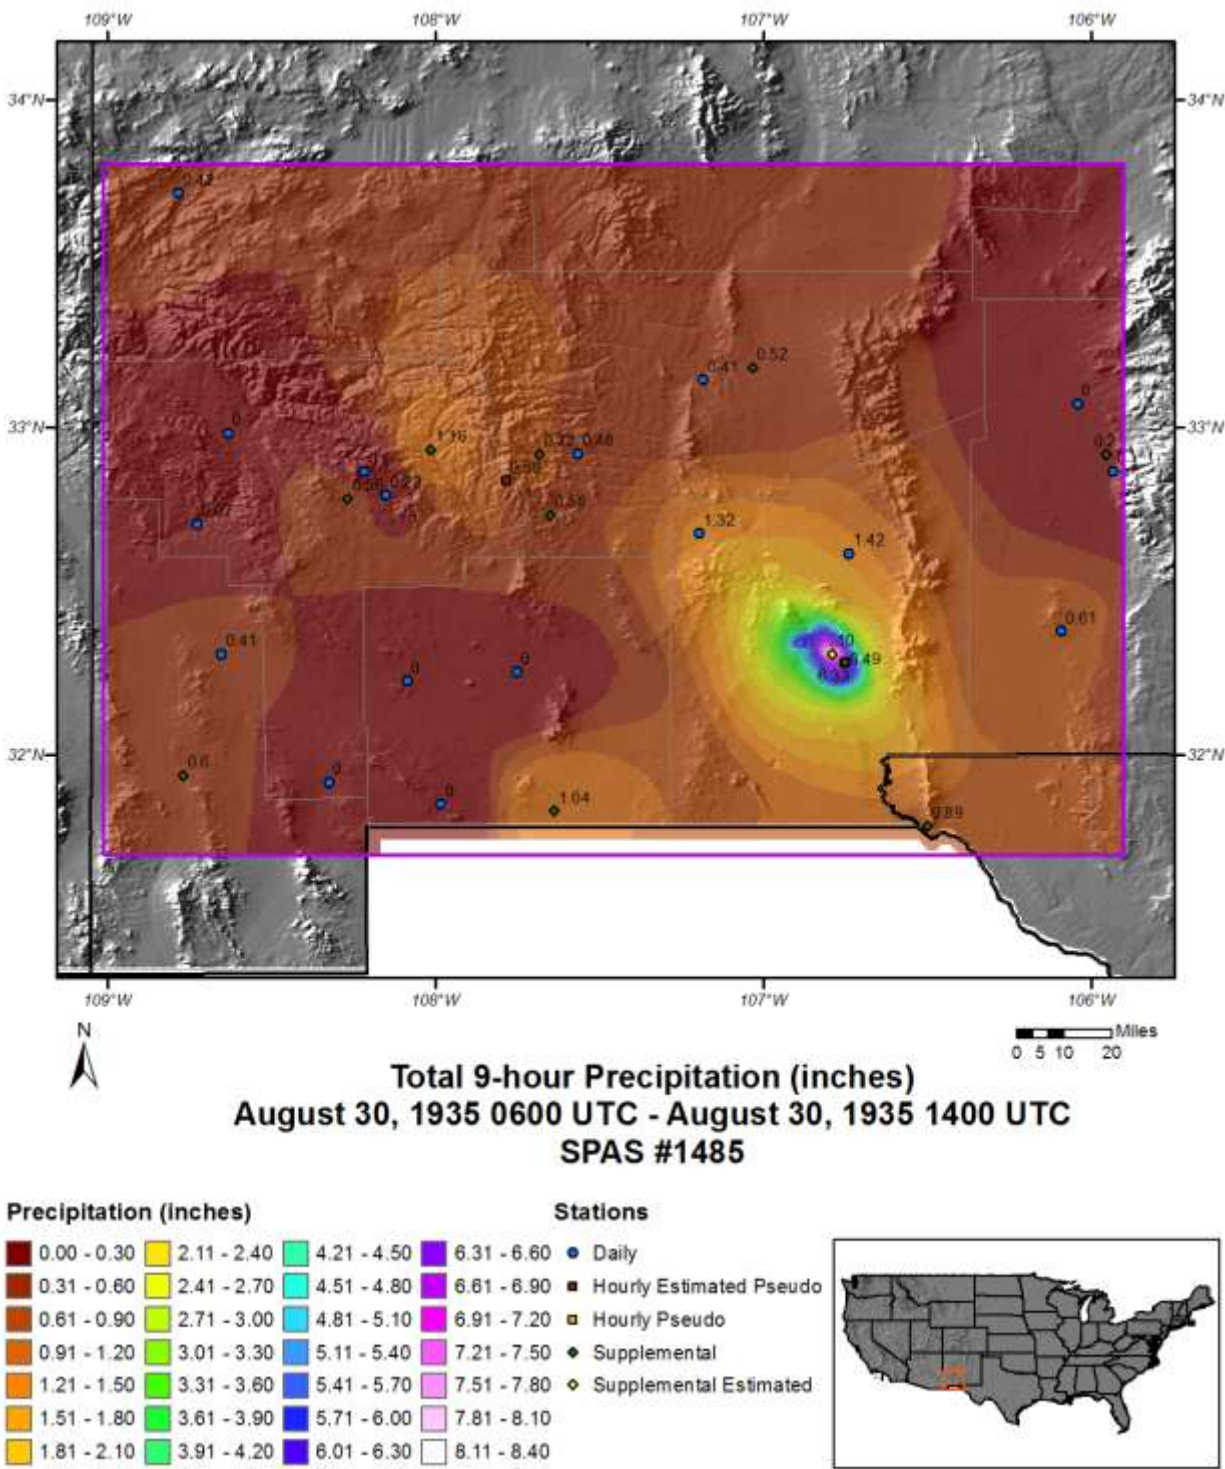 109°W 108°W 107°W 106°W
34°N 34°N
0.42
0.52
0.41
0
33°N 33°N
0
1.16
0.72 0.48
0.2
0.58
1.32
1.42
0.61
0.41
0
0
32°N 32°N
0.6
0
0
1.04
0.89
109°W 108°W 107°W 106°W
N
Miles
0 5 10 20
Total 9-hour Precipitation (inches)
August 30, 1935 0600 UTC - August 30, 1935 1400 UTC
SPAS #1485
Precipitation (inches) Stations
0.00 - 0.30 2.11 - 2.40 4.21 - 4.50 6.31 - 6.60 Daily
0.31 - 0.60 2.41 - 2.70 4.51 - 4.80 6.61 - 6.90 Hourly Estimated Pseudo
0.61 - 0.90 2.71 - 3.00 4.81 - 5.10 6.91 - 7.20 Hourly Pseudo
0.91 - 1.20 3.01 - 3.30 5.11 - 5.40 7.21 - 7.50 Supplemental
1.21 - 1.50 3.31 - 3.60 5.41 - 5.70 7.51 - 7.80 Supplemental Estimated
1.51 - 1.80 3.61 - 3.90 5.71 - 6.00 7.81 - 8.10
1.81 - 2.10 3.91 - 4.20 6.01 - 6.30 8.11 - 8.40